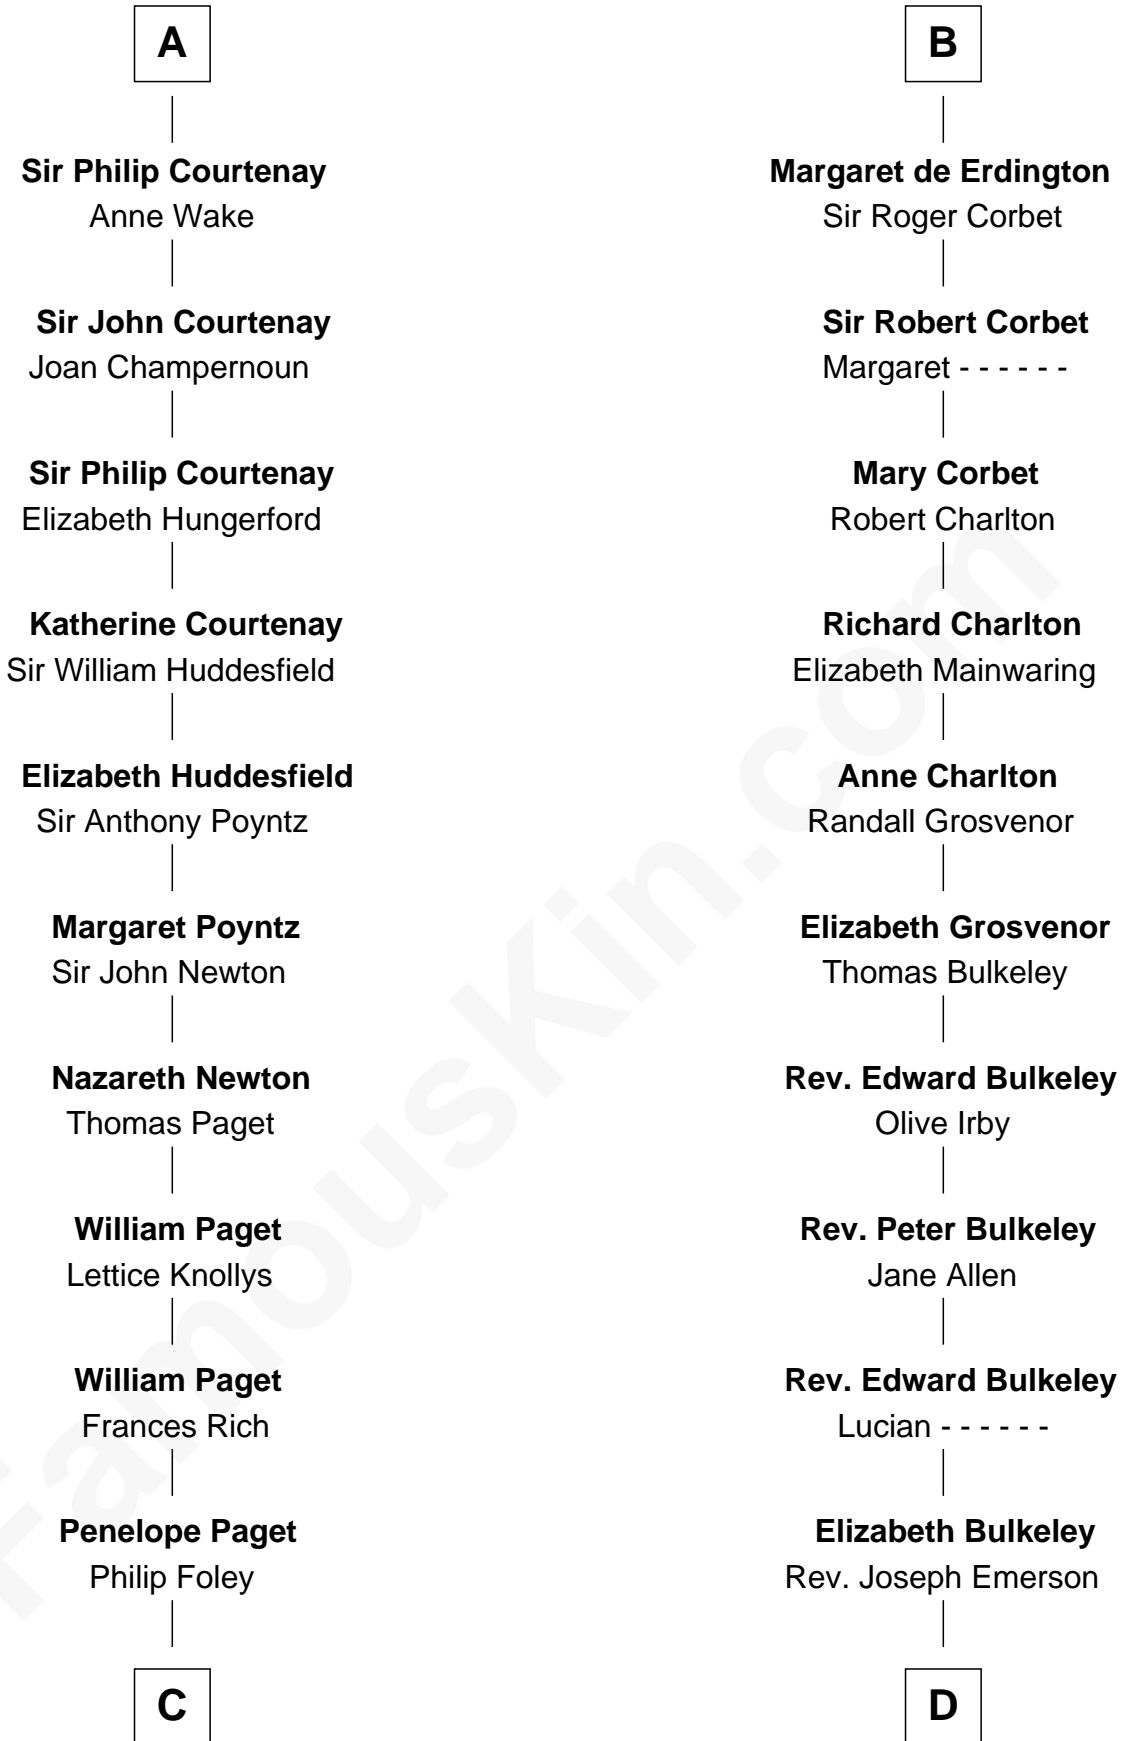 A
Sir Philip Courtenay
Anne Wake
Sir John Courtenay
Joan Champernoun
Sir Philip Courtenay
Elizabeth Hungerford
Katherine Courtenay
Sir William Huddesfield
Elizabeth Huddesfield
Sir Anthony Poyntz
Margaret Poyntz
Sir John Newton
Nazareth Newton
Thomas Paget
William Paget
Lettice Knollys
William Paget
Frances Rich
Penelope Paget
Philip Foley
C
B
Margaret de Erdington
Sir Roger Corbet
Sir Robert Corbet
Margaret - - - - - -
Mary Corbet
Robert Charlton
Richard Charlton
Elizabeth Mainwaring
Anne Charlton
Randall Grosvenor
Elizabeth Grosvenor
Thomas Bulkeley
Rev. Edward Bulkeley
Olive Irby
Rev. Peter Bulkeley
Jane Allen
Rev. Edward Bulkeley
Lucian - - - - - -
Elizabeth Bulkeley
Rev. Joseph Emerson
D
FamousKin.com